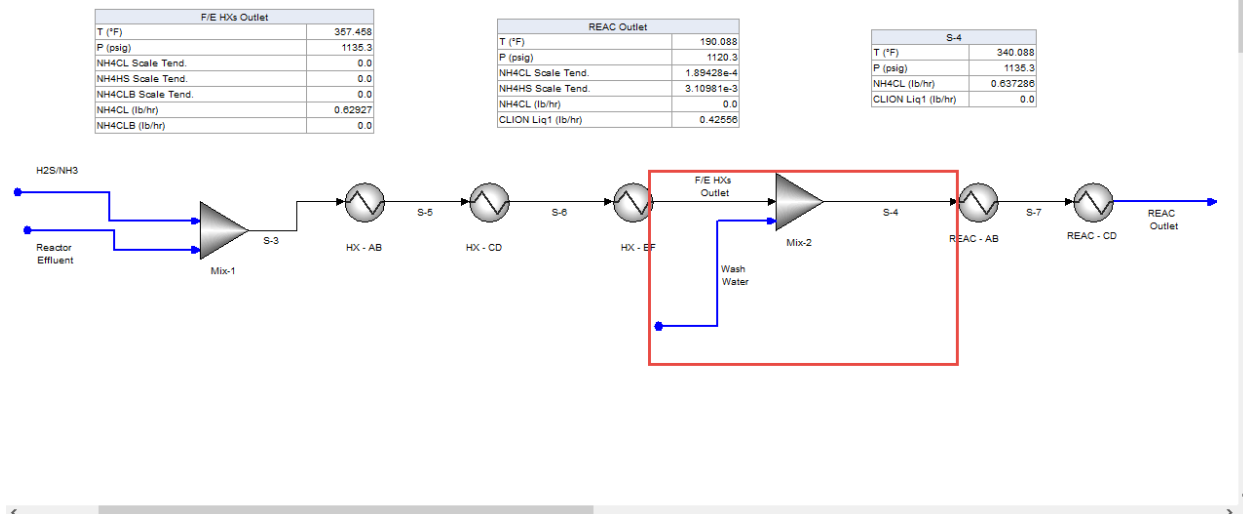 F/E HXs Outlet
T (°F) 357.458
P (psig) 1135.3
NH4CL Scale Tend. 0.0
NH4HS Scale Tend. 0.0
NH4CLB Scale Tend. 0.0
NH4CL (lb/hr) 0.62927
NH4CLB (lb/hr) 0.0
REAC Outlet
T (°F) 190.088
P (psig) 1120.3
NH4CL Scale Tend. 1.89428e-4
NH4HS Scale Tend. 3.10981e-3
NH4CL (lb/hr) 0.0
CLION Liq1 (lb/hr) 0.42556
S-4
T (°F) 340.088
P (psig) 1135.3
NH4CL (lb/hr) 0.637286
CLION Liq1 (lb/hr) 0.0
H2S/NH3
Reactor
Effluent
Mix-1
S-3
HX - AB
S-5
HX - CD
S-6
HX - EF
F/E HXs
Outlet
Wash
Water
Mix-2
S-4
REAC - AB
S-7
REAC - CD
REAC
Outlet